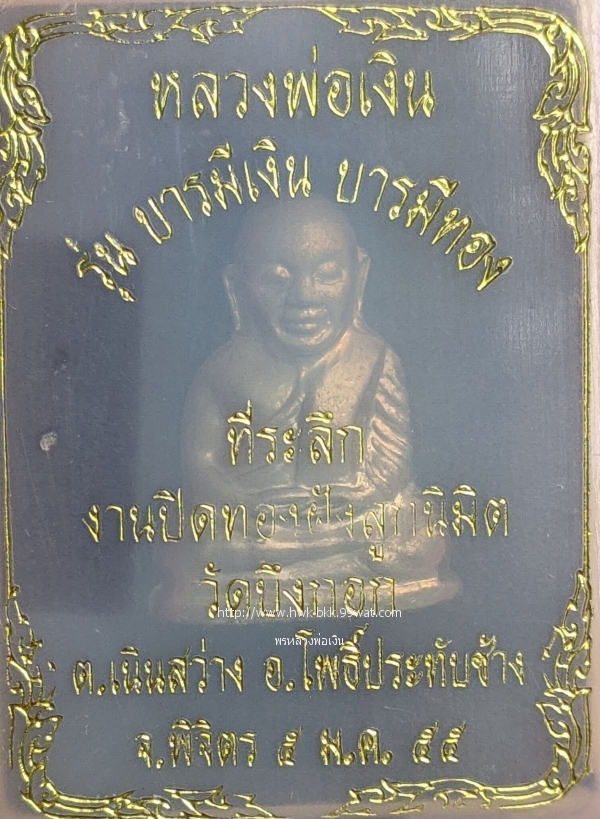 หลวงพ่อเงิน
รุ่น บารมีเงิน บารมีทอง
ที่ระลึก
งานปิดทองฝังลูกนิมิต
วัดบึงกอก
http://www.hwk-bkk.99wat.com
พรหลวงพ่อเงิน
ต.เนินสว่าง อ.โพธิ์ประทับช้าง
จ.พิจิตร ๕ ม.ค. ๕๕